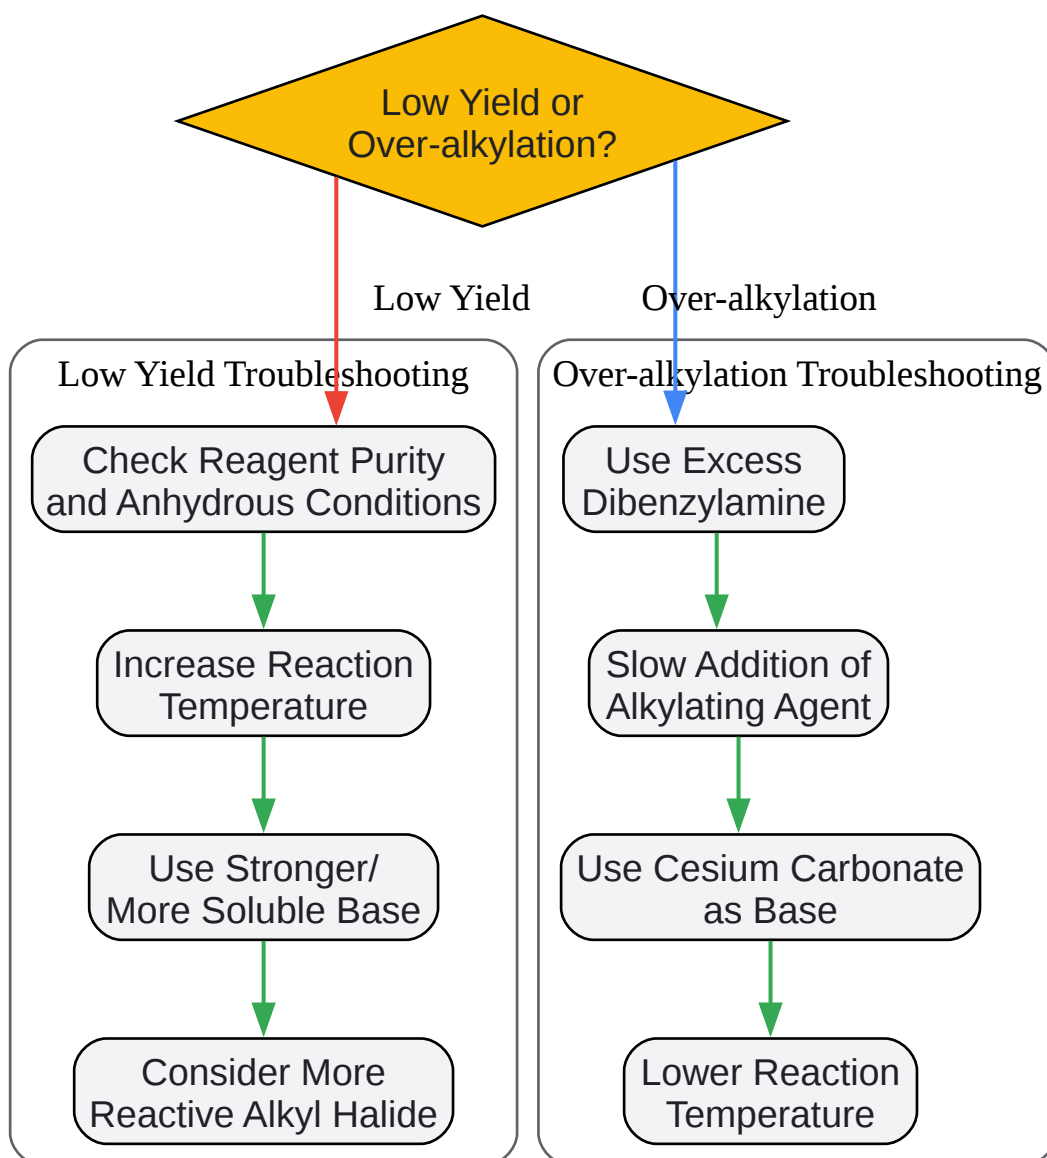 Low Yield or
Over-alkylation?
Low Yield
Over-alkylation
Low Yield Troubleshooting
Check Reagent Purity
and Anhydrous Conditions
Increase Reaction
Temperature
Use Stronger/
More Soluble Base
Consider More
Reactive Alkyl Halide
Over-alkylation Troubleshooting
Use Excess
Dibenzylamine
Slow Addition of
Alkylating Agent
Use Cesium Carbonate
as Base
Lower Reaction
Temperature